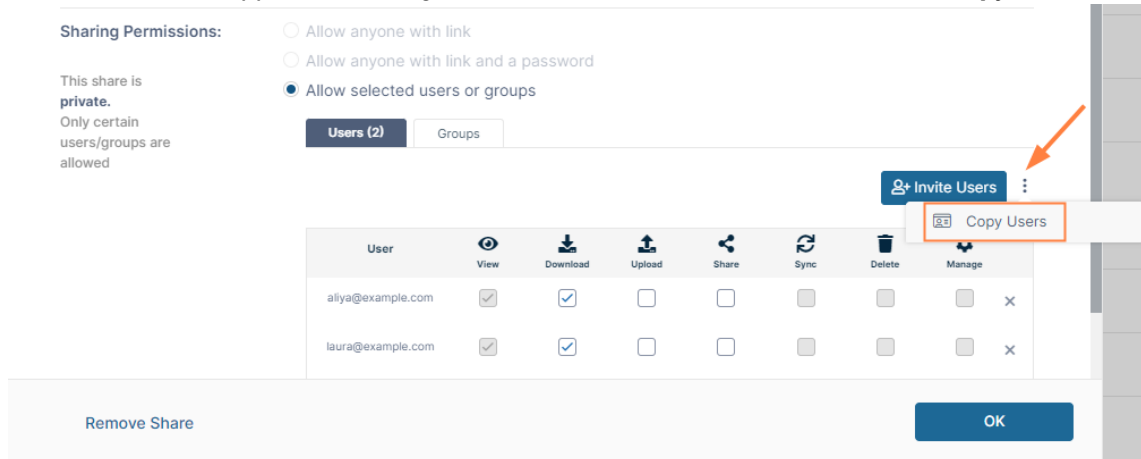 Sharing Permissions:
Allow anyone with link
Allow anyone with link and a password
This share is
private.
Only certain
users/groups are
allowed
Allow selected users or groups
Users (2) Groups
Invite Users
Copy Users
User View Download Upload Share Sync Delete Manage
aliya@example.com
laura@example.com
Remove Share OK